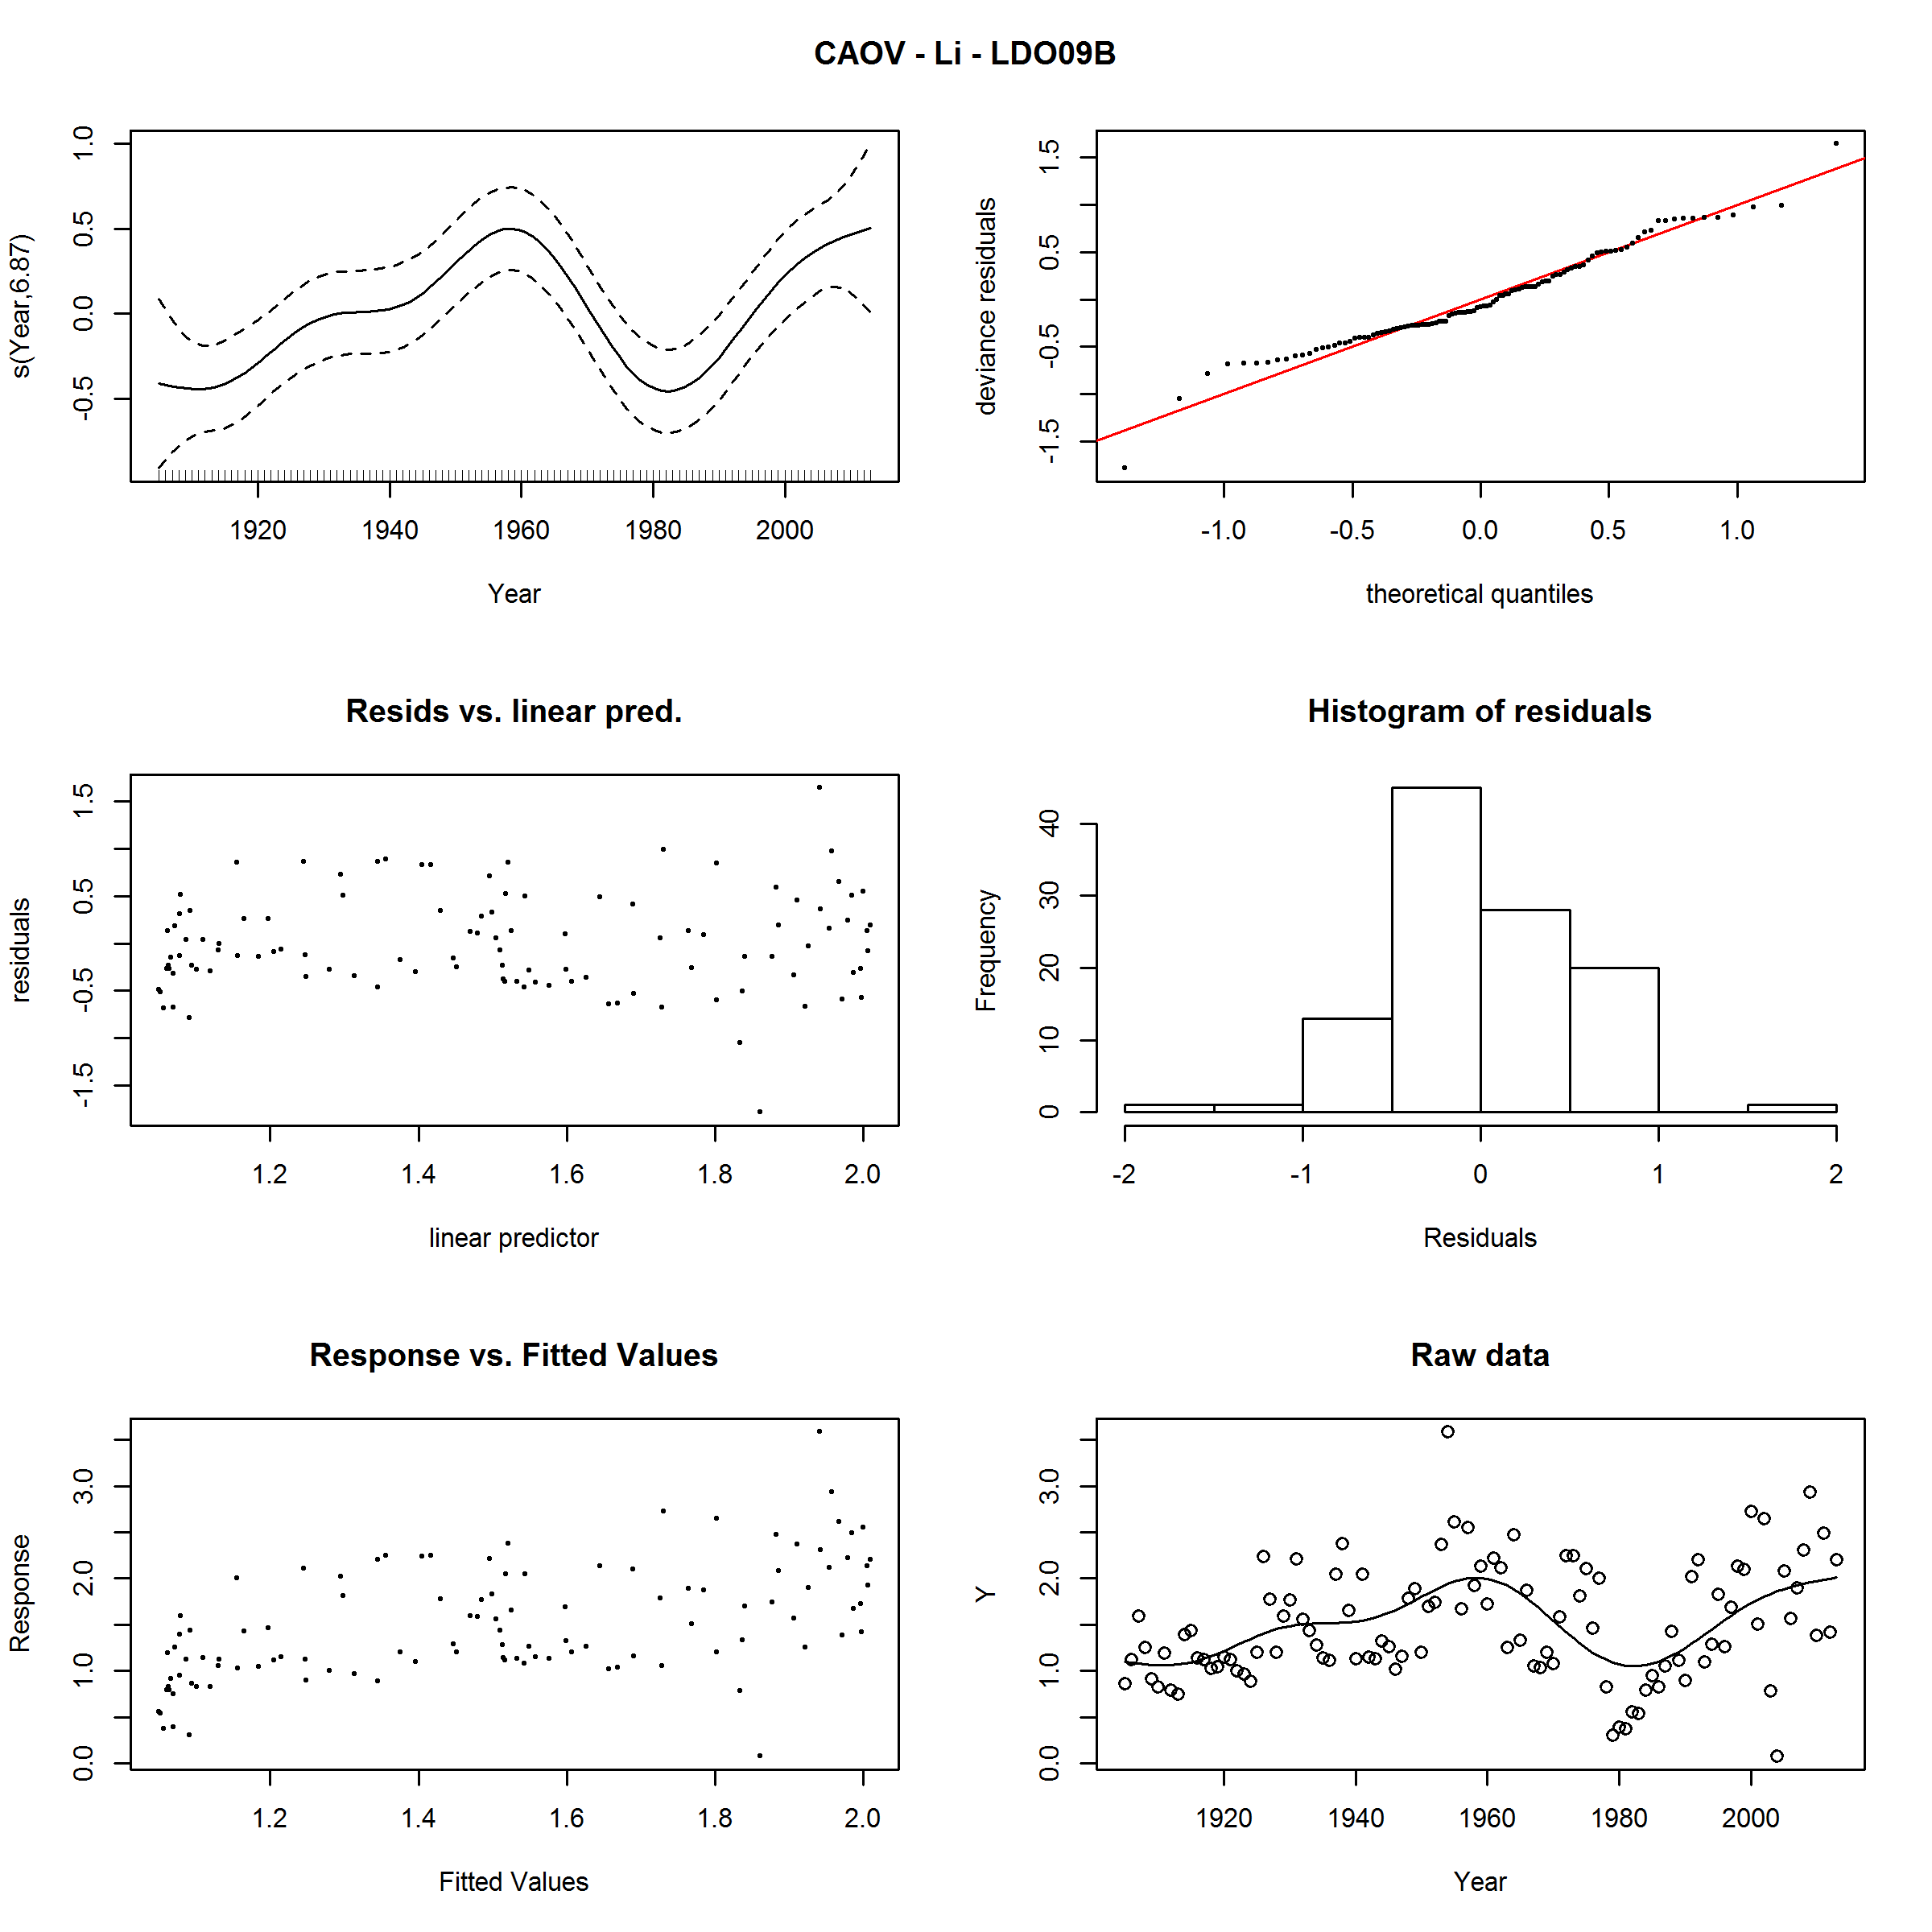 CAOV - Li - LDO09B
s(Year,6.87)
-0.5 0.0 0.5 1.0
1920 1940 1960 1980 2000
Year
deviance residuals
-1.5 -0.5 0.5 1.5
-1.0 -0.5 0.0 0.5 1.0
theoretical quantiles
Resids vs. linear pred.
residuals
-1.5 -0.5 0.5 1.5
1.2 1.4 1.6 1.8 2.0
linear predictor
Histogram of residuals
Frequency
0 10 20 30 40
-2 -1 0 1 2
Residuals
Response vs. Fitted Values
Response
0.0 1.0 2.0 3.0
1.2 1.4 1.6 1.8 2.0
Fitted Values
Raw data
Y
0.0 1.0 2.0 3.0
1920 1940 1960 1980 2000
Year